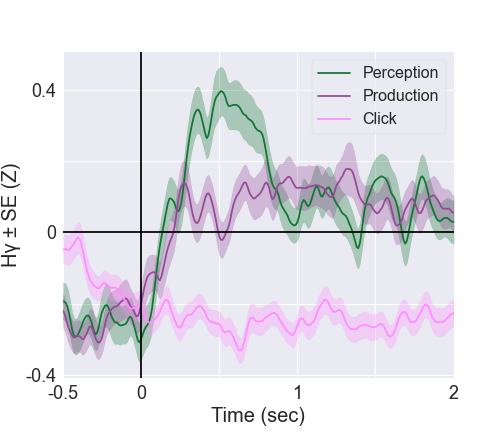 Perception
Production
Click
Hγ ± SE (Z)
0.4
0
-0.4
-0.5 0 1 2
Time (sec)